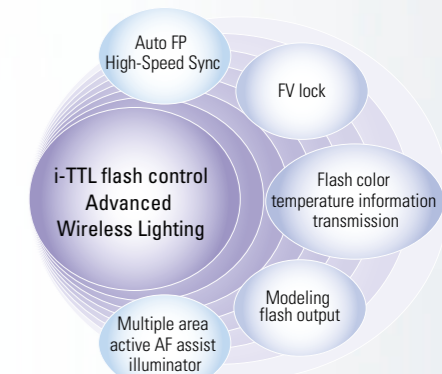 Auto FP
High-Speed Sync
FV lock
i-TTL flash control
Advanced
Wireless Lighting
Flash color
temperature information
transmission
Modeling
flash output
Multiple area
active AF assist
illuminator